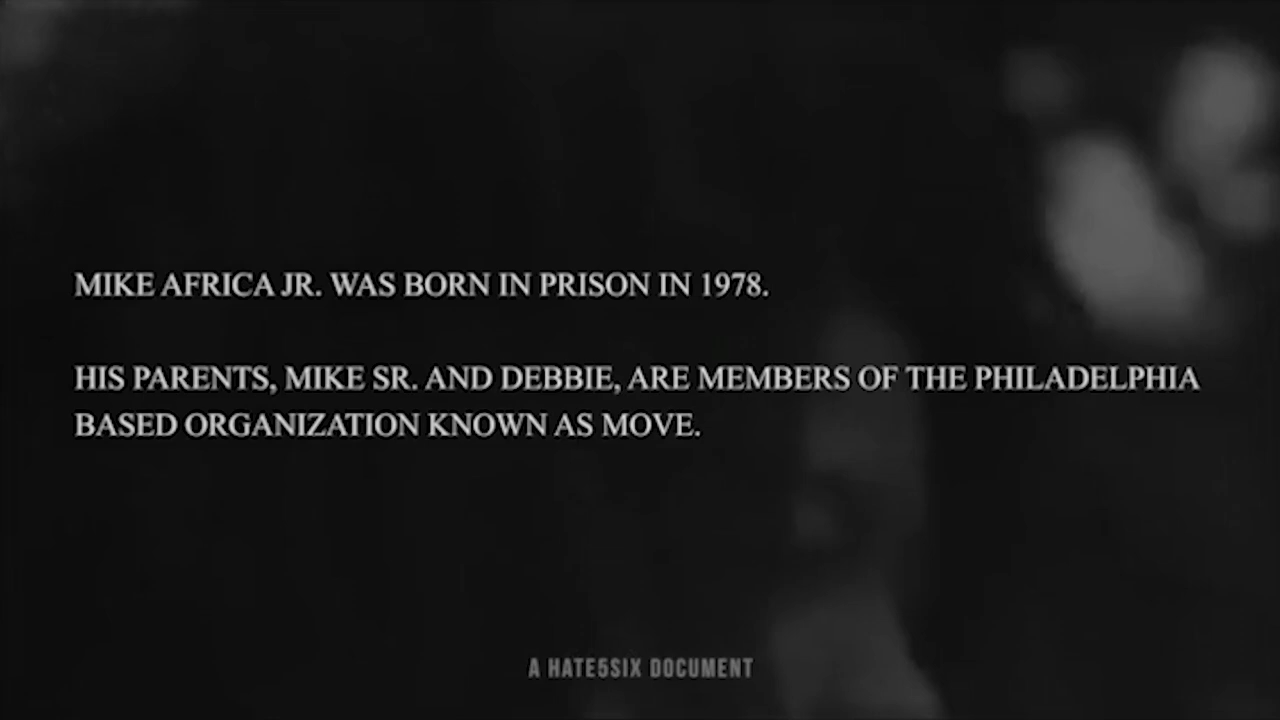 MIKE AFRICA JR. WAS BORN IN PRISON IN 1978.
HIS PARENTS, MIKE SR. AND DEBBIE, ARE MEMBERS OF THE PHILADELPHIA
BASED ORGANIZATION KNOWN AS MOVE.
A HATE5SIX DOCUMENT